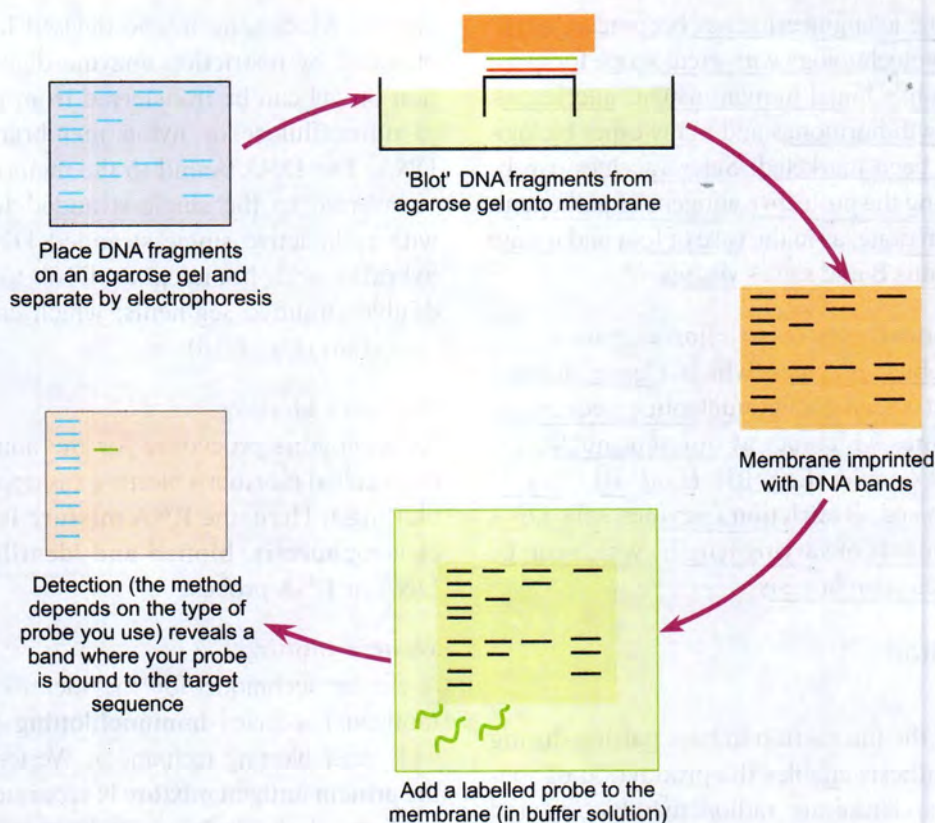 Place DNA fragments
on an agarose gel and
separate by electrophoresis
'Blot' DNA fragments from
agarose gel onto membrane
Membrane imprinted
with DNA bands
Add a labelled probe to the
membrane (in buffer solution)
Detection (the method
depends on the type of
probe you use) reveals a
band where your probe
is bound to the target
sequence